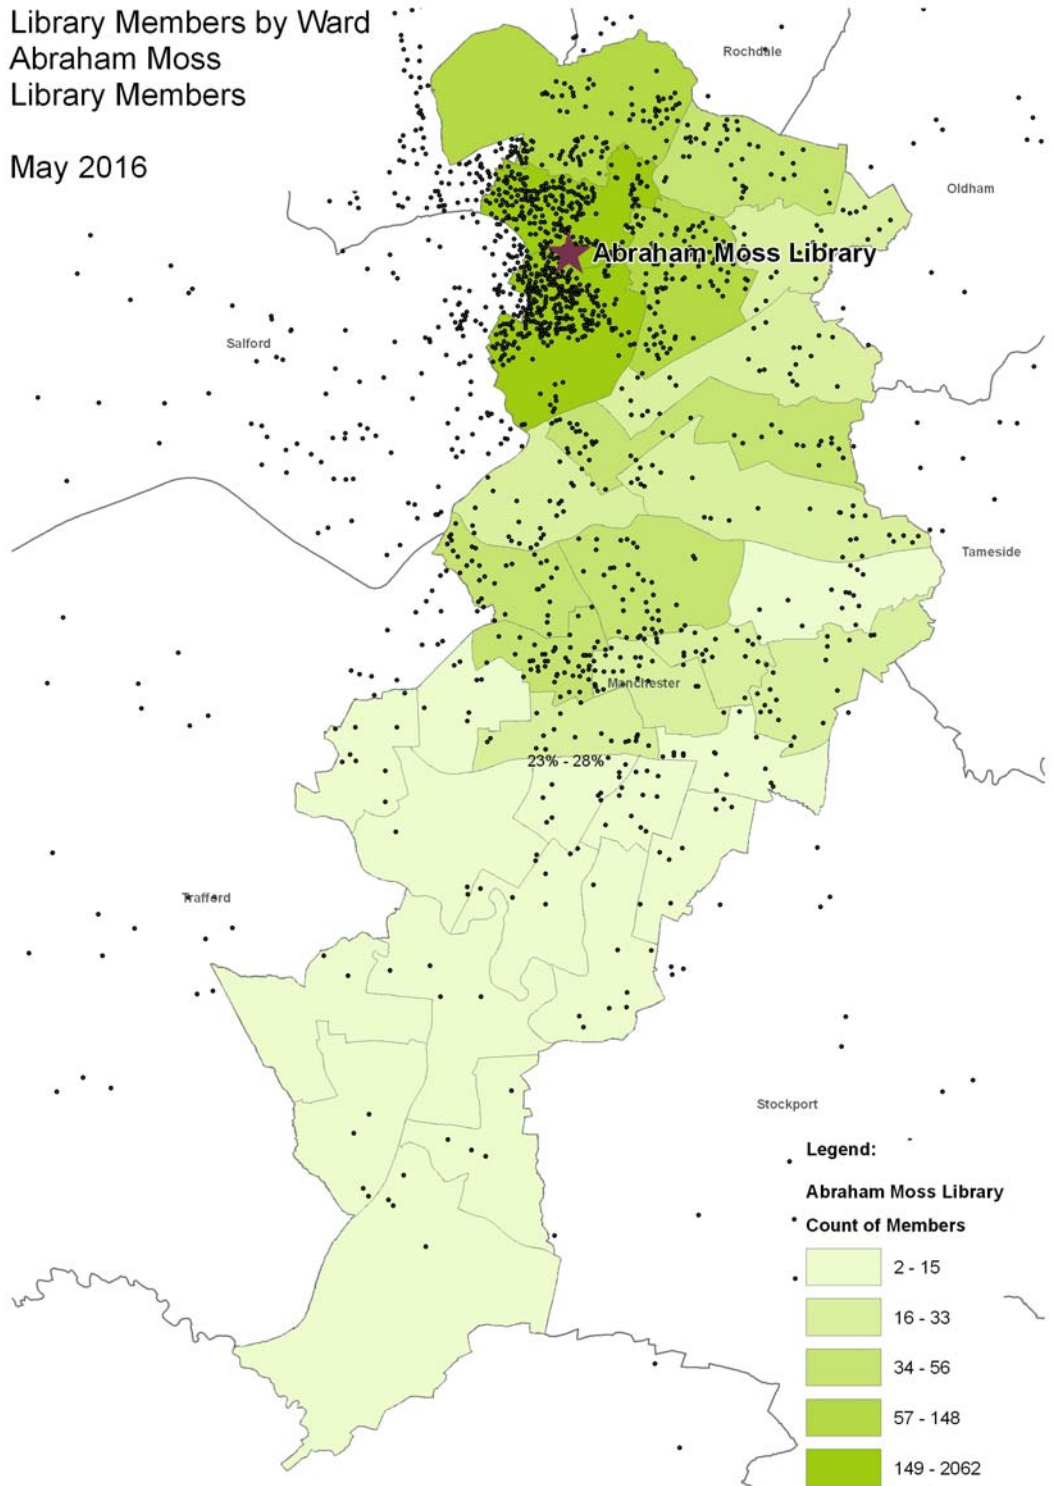 Library Members by Ward
Abraham Moss
Library Members
May 2016
Rochdale
Oldham
Abraham Moss Library
Salford
Tameside
Manchester
23% - 28%
Trafford
Stockport
Legend:
Abraham Moss Library
Count of Members
2 - 15
16 - 33
34 - 56
57 - 148
149 - 2062